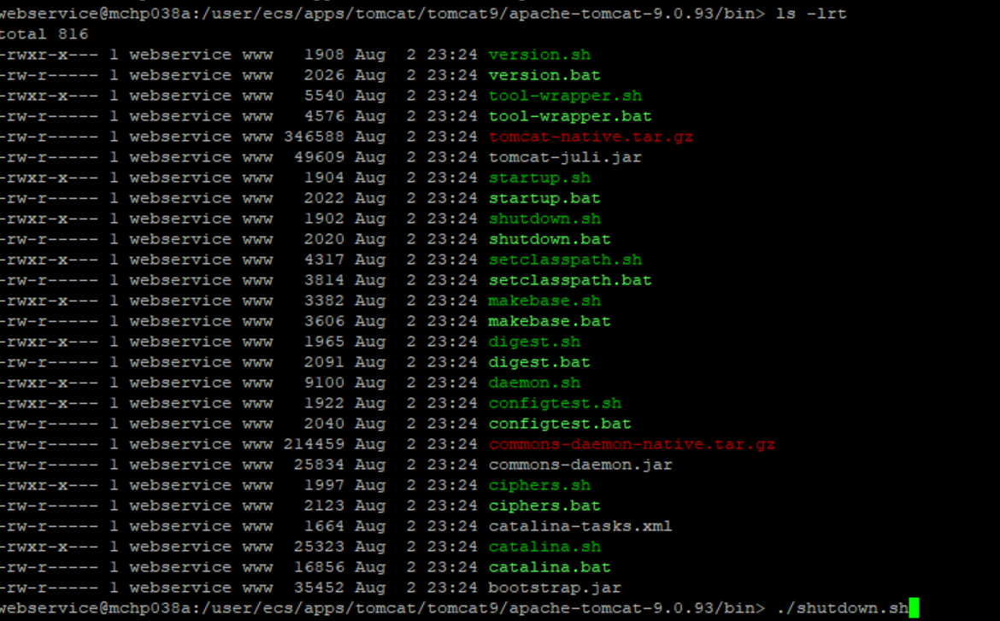 webservice@mchp038a:/user/ecs/apps/tomcat/tomcat9/apache-tomcat-9.0.93/bin> ls -lrt
total 816
-rwxr-x--- 1 webservice www   1908 Aug  2 23:24 version.sh
-rw-r----- 1 webservice www   2026 Aug  2 23:24 version.bat
-rwxr-x--- 1 webservice www   5540 Aug  2 23:24 tool-wrapper.sh
-rw-r----- 1 webservice www   4576 Aug  2 23:24 tool-wrapper.bat
-rw-r----- 1 webservice www 346588 Aug  2 23:24 tomcat-native.tar.gz
-rw-r----- 1 webservice www  49609 Aug  2 23:24 tomcat-juli.jar
-rwxr-x--- 1 webservice www   1904 Aug  2 23:24 startup.sh
-rw-r----- 1 webservice www   2022 Aug  2 23:24 startup.bat
-rwxr-x--- 1 webservice www   1902 Aug  2 23:24 shutdown.sh
-rw-r----- 1 webservice www   2020 Aug  2 23:24 shutdown.bat
-rwxr-x--- 1 webservice www   4317 Aug  2 23:24 setclasspath.sh
-rw-r----- 1 webservice www   3814 Aug  2 23:24 setclasspath.bat
-rwxr-x--- 1 webservice www   3382 Aug  2 23:24 makebase.sh
-rw-r----- 1 webservice www   3606 Aug  2 23:24 makebase.bat
-rwxr-x--- 1 webservice www   1965 Aug  2 23:24 digest.sh
-rw-r----- 1 webservice www   2091 Aug  2 23:24 digest.bat
-rwxr-x--- 1 webservice www   9100 Aug  2 23:24 daemon.sh
-rwxr-x--- 1 webservice www   1922 Aug  2 23:24 configtest.sh
-rw-r----- 1 webservice www   2040 Aug  2 23:24 configtest.bat
-rw-r----- 1 webservice www 214459 Aug  2 23:24 commons-daemon-native.tar.gz
-rw-r----- 1 webservice www  25834 Aug  2 23:24 commons-daemon.jar
-rwxr-x--- 1 webservice www   1997 Aug  2 23:24 ciphers.sh
-rw-r----- 1 webservice www   2123 Aug  2 23:24 ciphers.bat
-rw-r----- 1 webservice www   1664 Aug  2 23:24 catalina-tasks.xml
-rwxr-x--- 1 webservice www  25323 Aug  2 23:24 catalina.sh
-rw-r----- 1 webservice www  16856 Aug  2 23:24 catalina.bat
-rw-r----- 1 webservice www  35452 Aug  2 23:24 bootstrap.jar
webservice@mchp038a:/user/ecs/apps/tomcat/tomcat9/apache-tomcat-9.0.93/bin> ./shutdown.sh